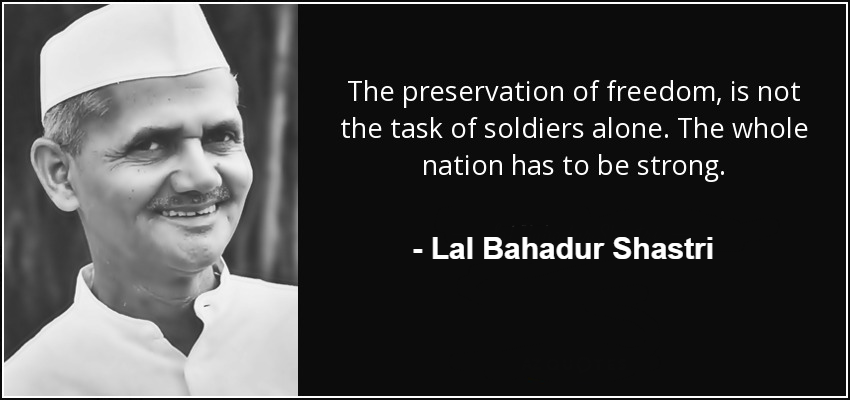 The preservation of freedom, is not
the task of soldiers alone. The whole
nation has to be strong.
- Lal Bahadur Shastri